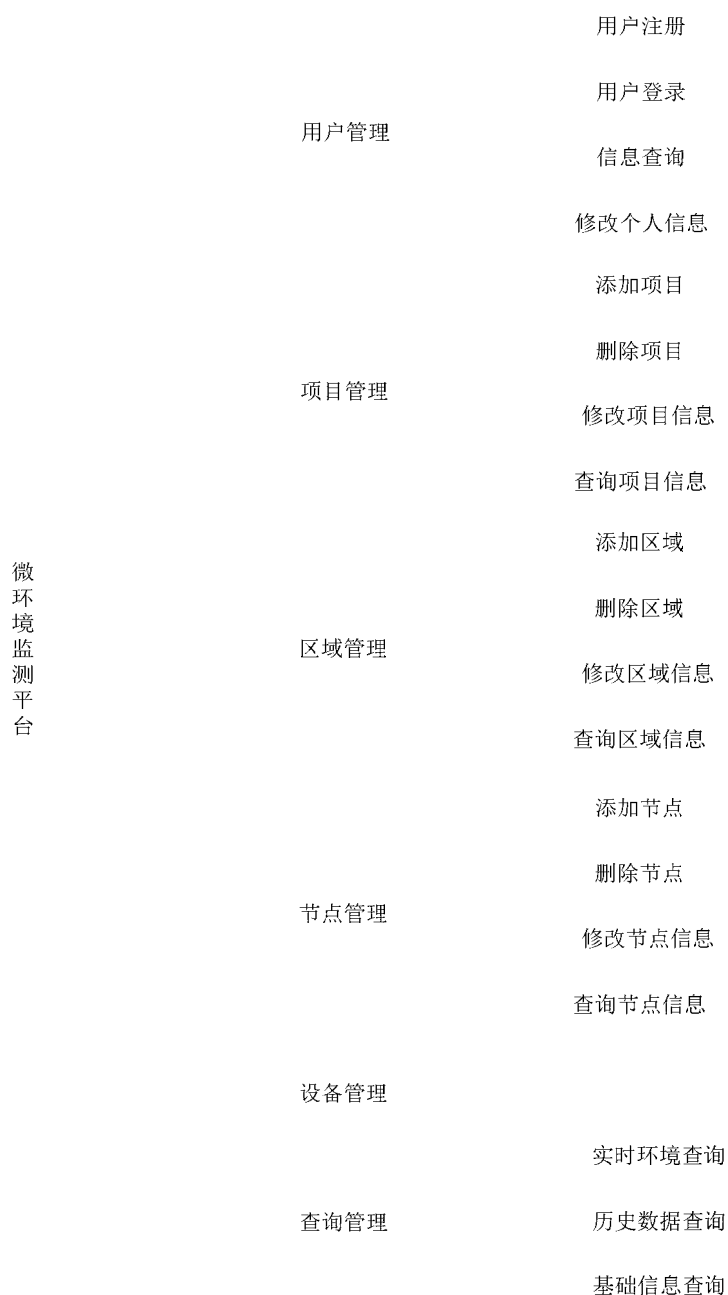 微环境监测平台
用户管理
用户注册
用户登录
信息查询
修改个人信息
项目管理
添加项目
删除项目
修改项目信息
查询项目信息
区域管理
添加区域
删除区域
修改区域信息
查询区域信息
节点管理
添加节点
删除节点
修改节点信息
查询节点信息
设备管理
查询管理
实时环境查询
历史数据查询
基础信息查询